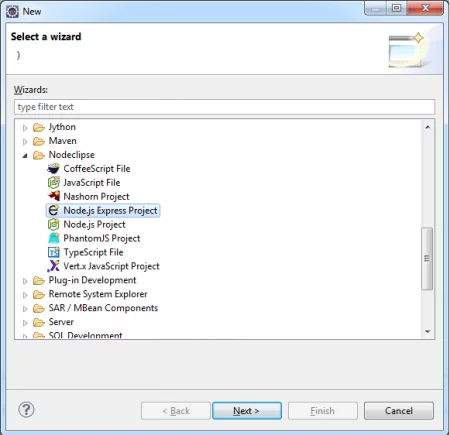 New
Select a wizard
)
Wizards:
type filter text
Jython
Maven
Nodeclipse
CoffeeScript File
JavaScript File
Nashorn Project
Node.js Express Project
Node.js Project
PhantomJS Project
TypeScript File
Vert.x JavaScript Project
Plug-in Development
Remote System Explorer
SAR / MBean Components
Server
SQL Development
< Back
Next >
Finish
Cancel